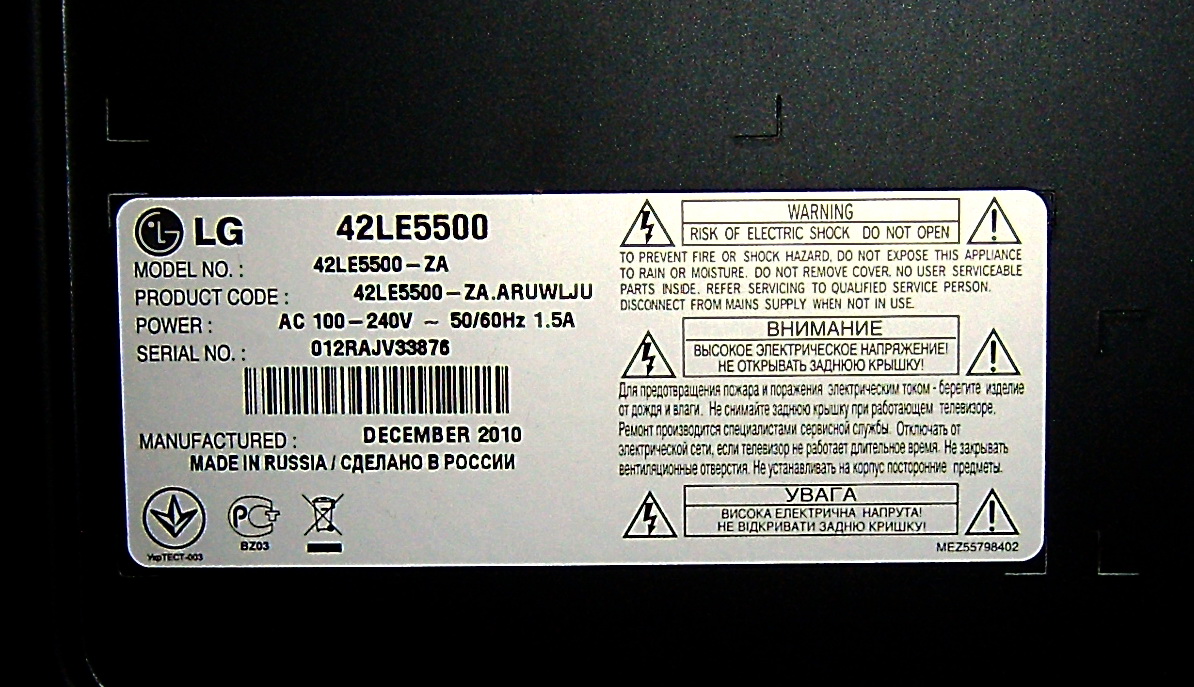 LG 42LE5500
MODEL NO. : 42LE5500-ZA
PRODUCT CODE : 42LE5500-ZA.ARUWLJU
POWER : AC 100-240V ~ 50/60Hz 1.5A
SERIAL NO. : 012RAJV33876
MANUFACTURED : DECEMBER 2010
MADE IN RUSSIA / СДЕЛАНО В РОССИИ
УкрТЕСТ-003
РСТ
BZ03
WARNING
RISK OF ELECTRIC SHOCK DO NOT OPEN
TO PREVENT FIRE OR SHOCK HAZARD, DO NOT EXPOSE THIS APPLIANCE
TO RAIN OR MOISTURE. DO NOT REMOVE COVER. NO USER SERVICEABLE
PARTS INSIDE. REFER SERVICING TO QUALIFIED SERVICE PERSON.
DISCONNECT FROM MAINS SUPPLY WHEN NOT IN USE.
ВНИМАНИЕ
ВЫСОКОЕ ЭЛЕКТРИЧЕСКОЕ НАПРЯЖЕНИЕ!
НЕ ОТКРЫВАТЬ ЗАДНЮЮ КРЫШКУ!
Для предотвращения пожара и поражения электрическим током - берегите изделие
от дождя и влаги. Не снимайте заднюю крышку при работающем телевизоре.
Ремонт производится специалистами сервисной службы. Отключать от
электрической сети, если телевизор не работает длительное время. Не закрывать
вентиляционные отверстия. Не устанавливать на корпус посторонние предметы.
УВАГА
ВИСОКА ЕЛЕКТРИЧНА НАПРУГА!
НЕ ВІДКРИВАТИ ЗАДНЮ КРИШКУ!
MEZ55798402